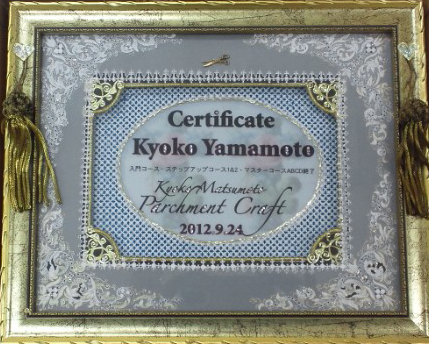 Certificate
Kyoko Yamamoto
入門コース・ステップアップコース1&2・マスターコースABCD終了
Kyoko Matsumoto
Parchment Craft
2012.9.24